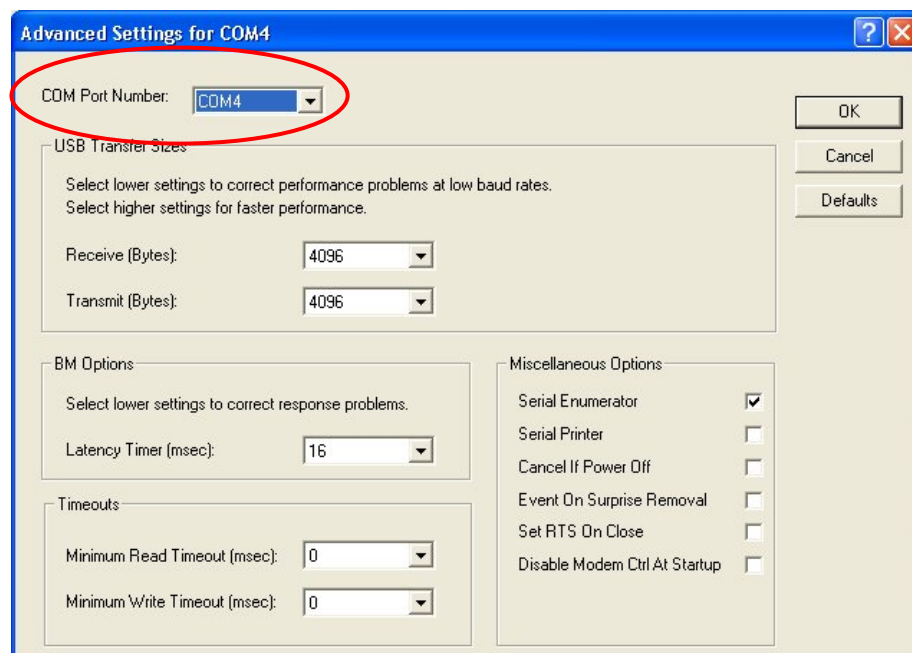 Advanced Settings for COM4
COM Port Number: COM4
OK
Cancel
Defaults
USB Transfer Sizes
Select lower settings to correct performance problems at low baud rates.
Select higher settings for faster performance.
Receive (Bytes): 4096
Transmit (Bytes): 4096
BM Options
Select lower settings to correct response problems.
Latency Timer (msec): 16
Timeouts
Minimum Read Timeout (msec): 0
Minimum Write Timeout (msec): 0
Miscellaneous Options
Serial Enumerator
Serial Printer
Cancel If Power Off
Event On Surprise Removal
Set RTS On Close
Disable Modem Ctrl At Startup